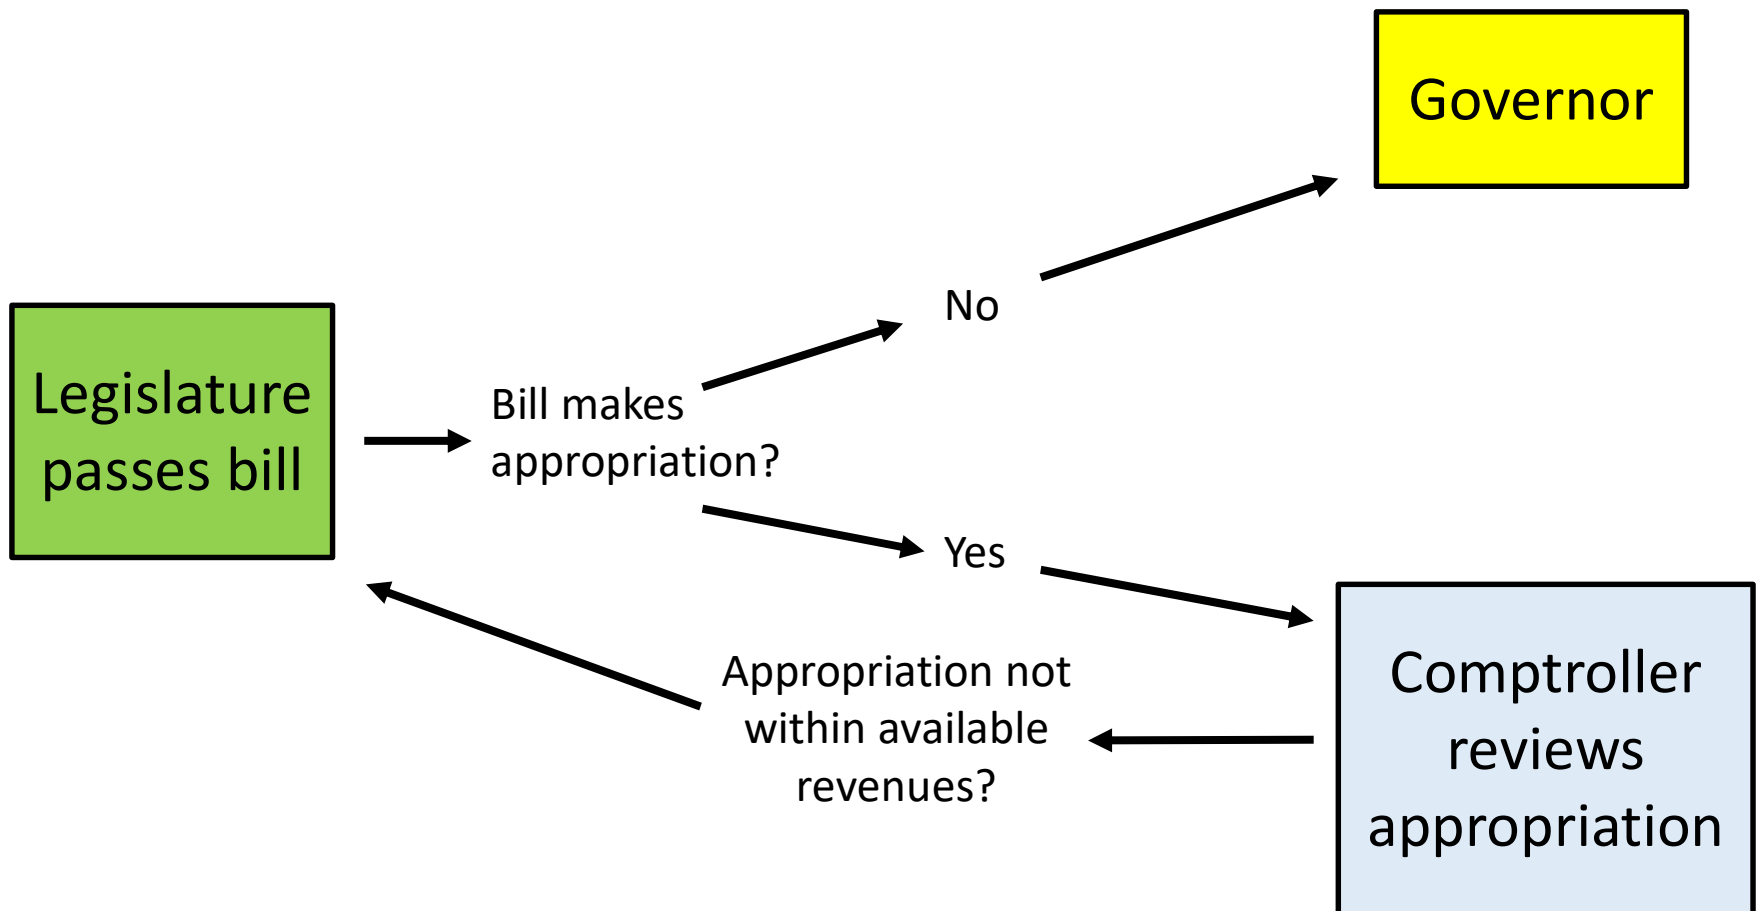 Governor
No
Legislature
passes bill
Bill makes
appropriation?
Yes
Appropriation not
within available
revenues?
Comptroller
reviews
appropriation